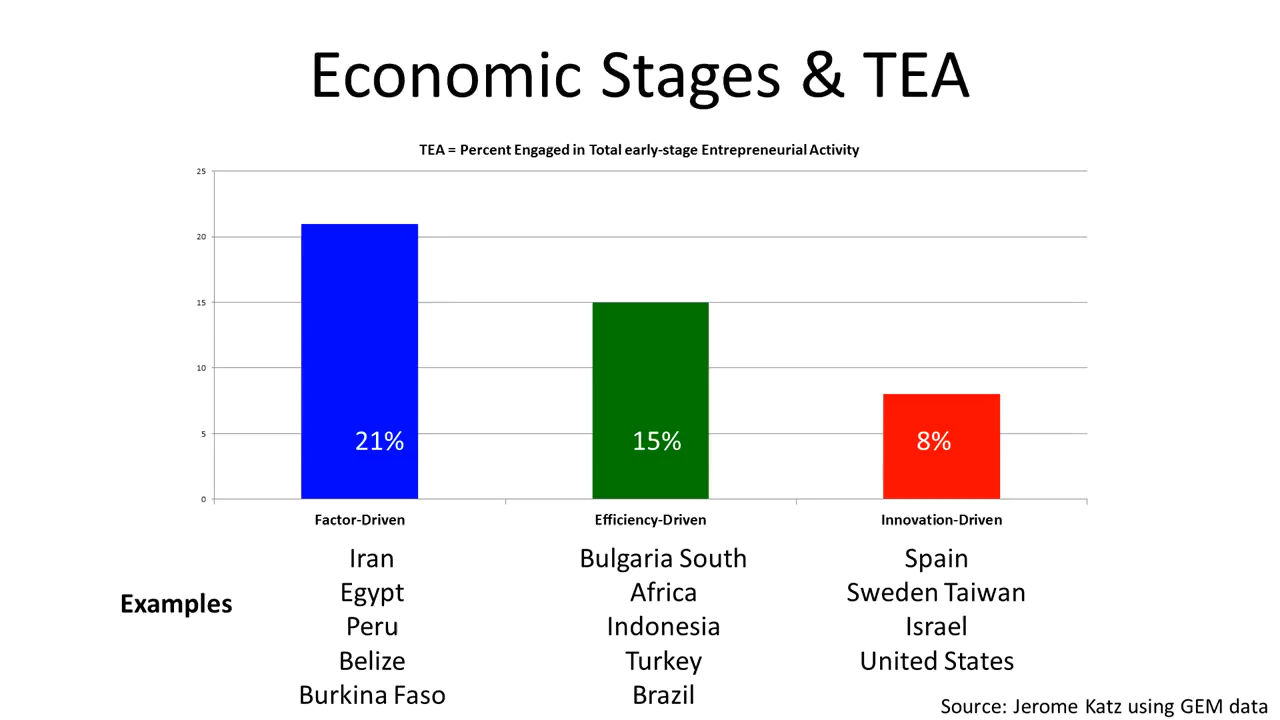 Economic Stages & TEA
TEA = Percent Engaged in Total early-stage Entrepreneurial Activity
25
20
15
10
5
0
21%
15%
8%
Factor-Driven
Efficiency-Driven
Innovation-Driven
Examples
Iran
Egypt
Peru
Belize
Burkina Faso
Bulgaria South
Africa
Indonesia
Turkey
Brazil
Spain
Sweden Taiwan
Israel
United States
Source: Jerome Katz using GEM data